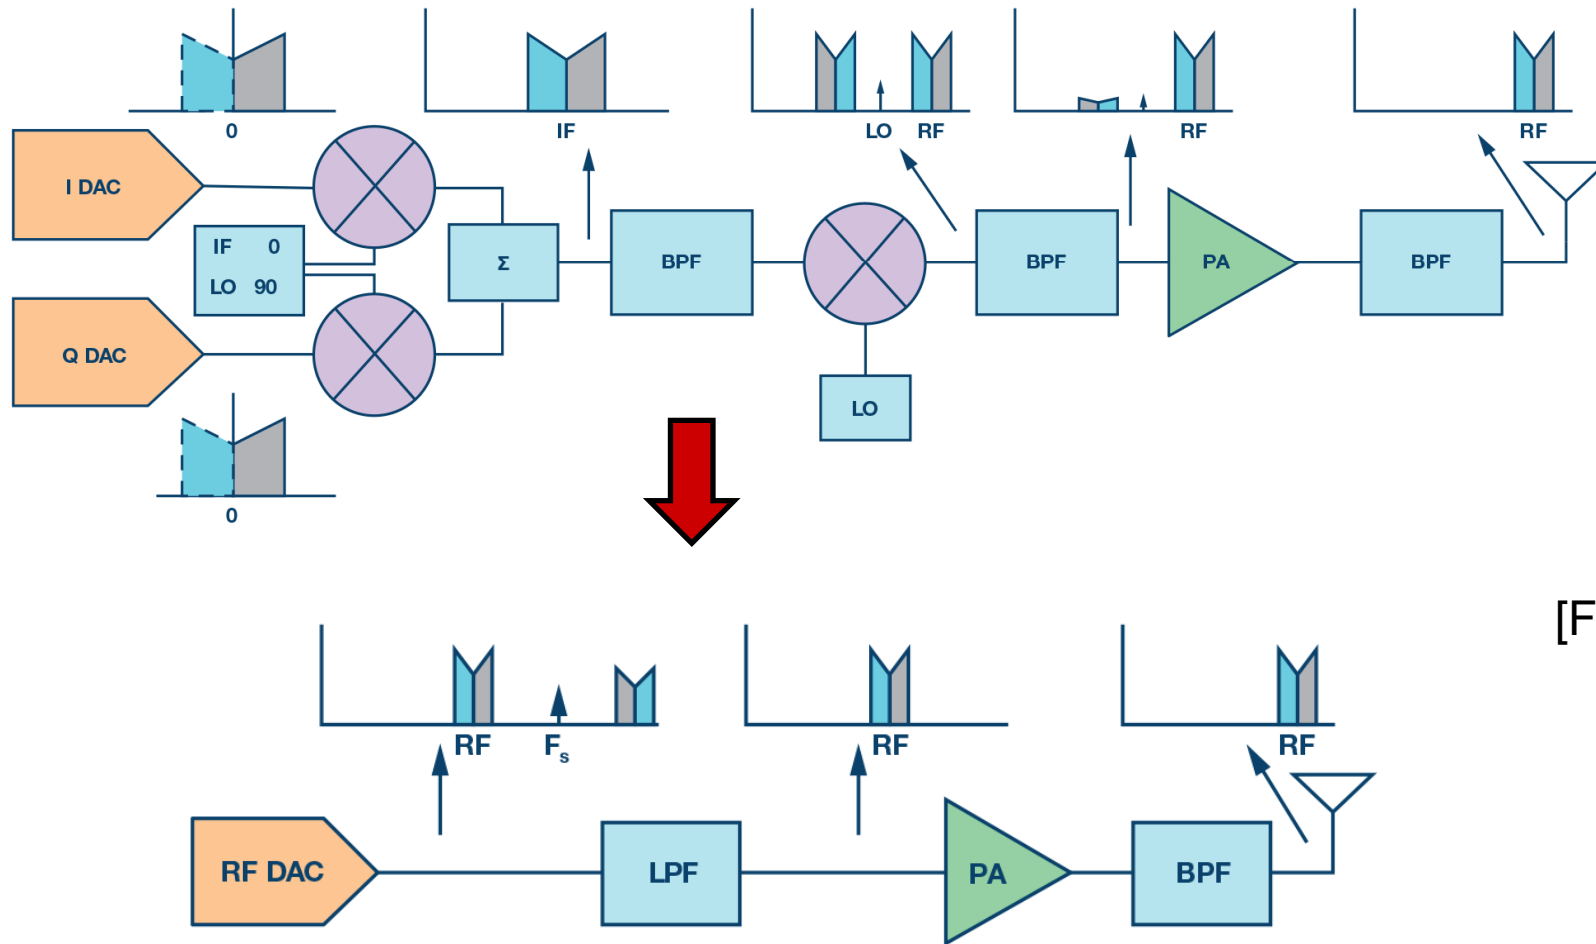 0
IF
LO
RF
RF
RF
I DAC
IF 0
LO 90
Σ
BPF
BPF
PA
BPF
Q DAC
LO
0
[F
RF
Fs
RF
RF
RF DAC
LPF
PA
BPF